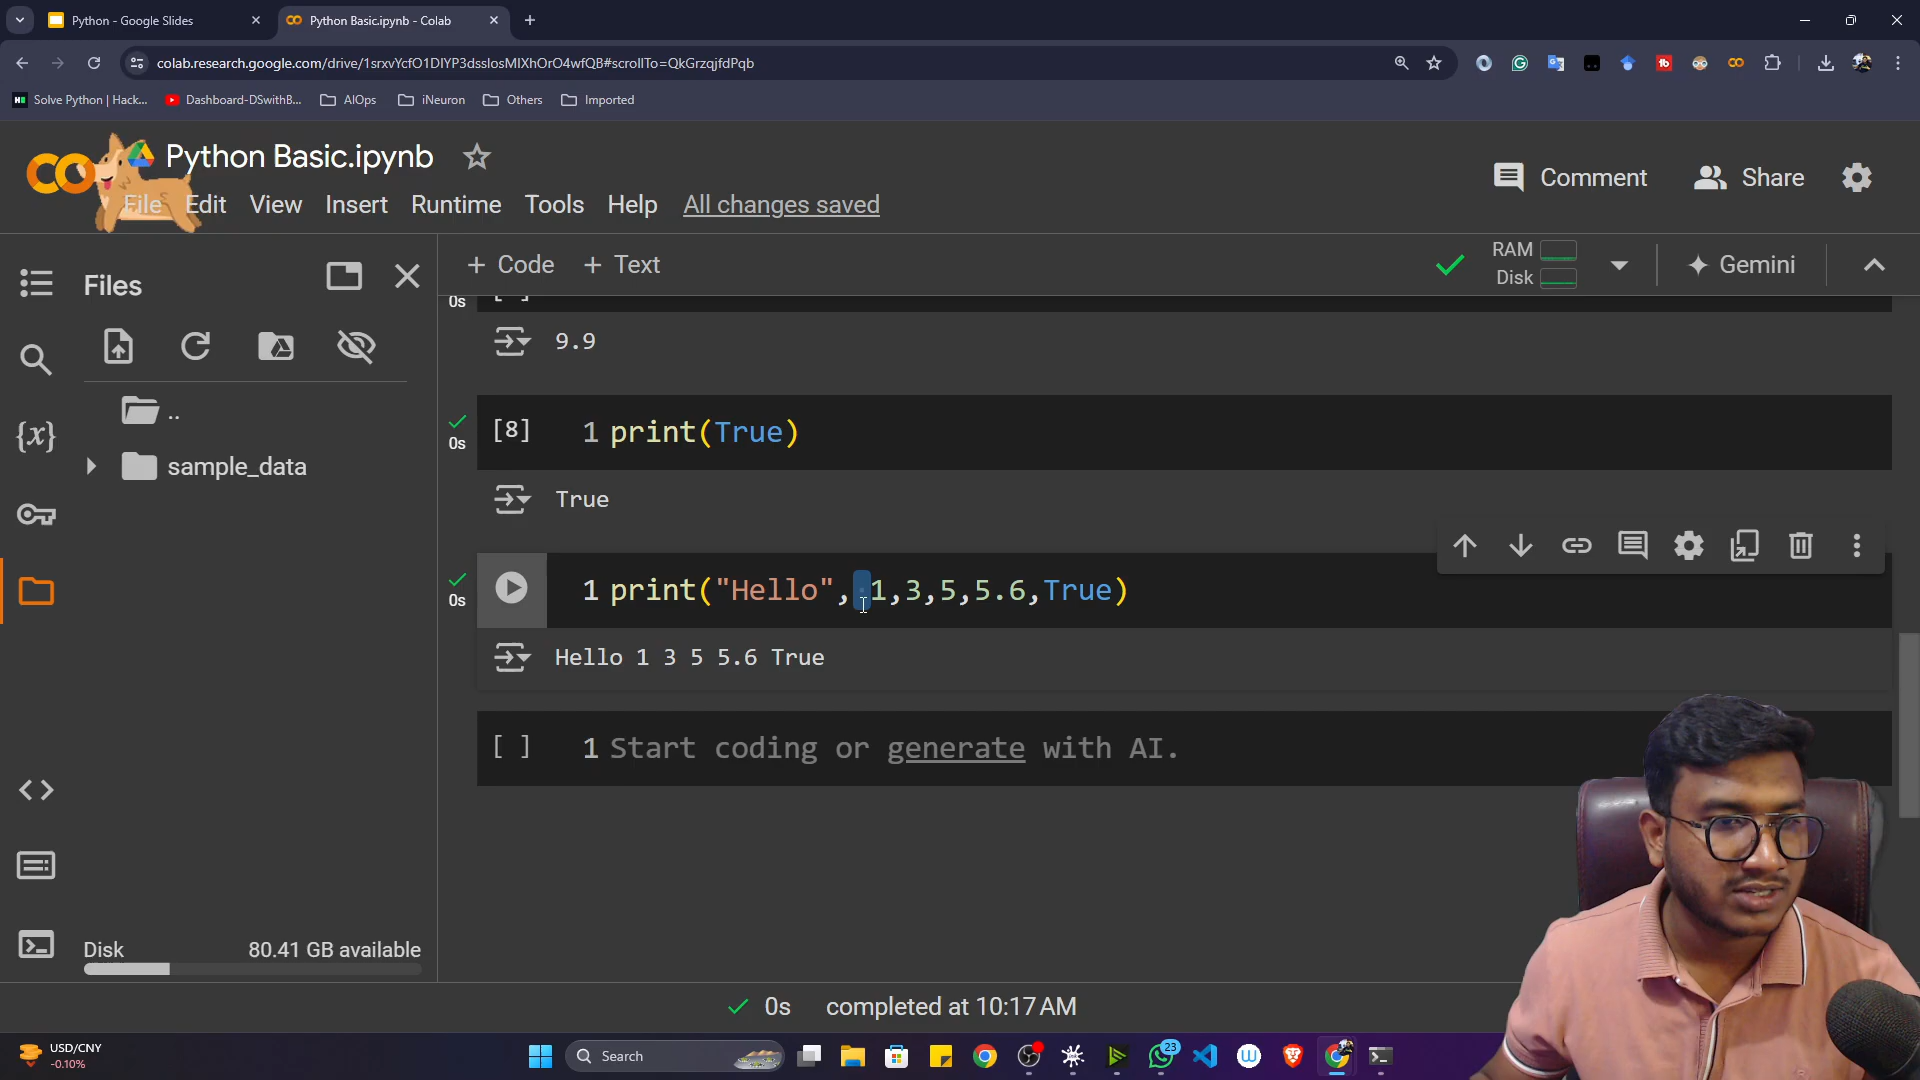 Python - Google Slides
Python Basic.ipynb - Colab
colab.research.google.com/drive/1srxvYcfO1DIYP3dssIosMIXhOrO4wfQB#scrollTo=QkGrzqjfdPqb
Solve Python | Hack...
Dashboard-DSwithB...
AIOps
iNeuron
Others
Imported
Python Basic.ipynb
Comment
Share
File Edit View Insert Runtime Tools Help All changes saved
Files
+ Code + Text
RAM
Disk
Gemini
..
sample_data
Disk 80.41 GB available
0s
9.9
[8] 1 print(True)
0s
True
1 print("Hello", 1,3,5,5.6,True)
0s
Hello 1 3 5 5.6 True
[ ] 1 Start coding or generate with AI.
0s completed at 10:17 AM
USD/CNY
-0.10%
Search
23